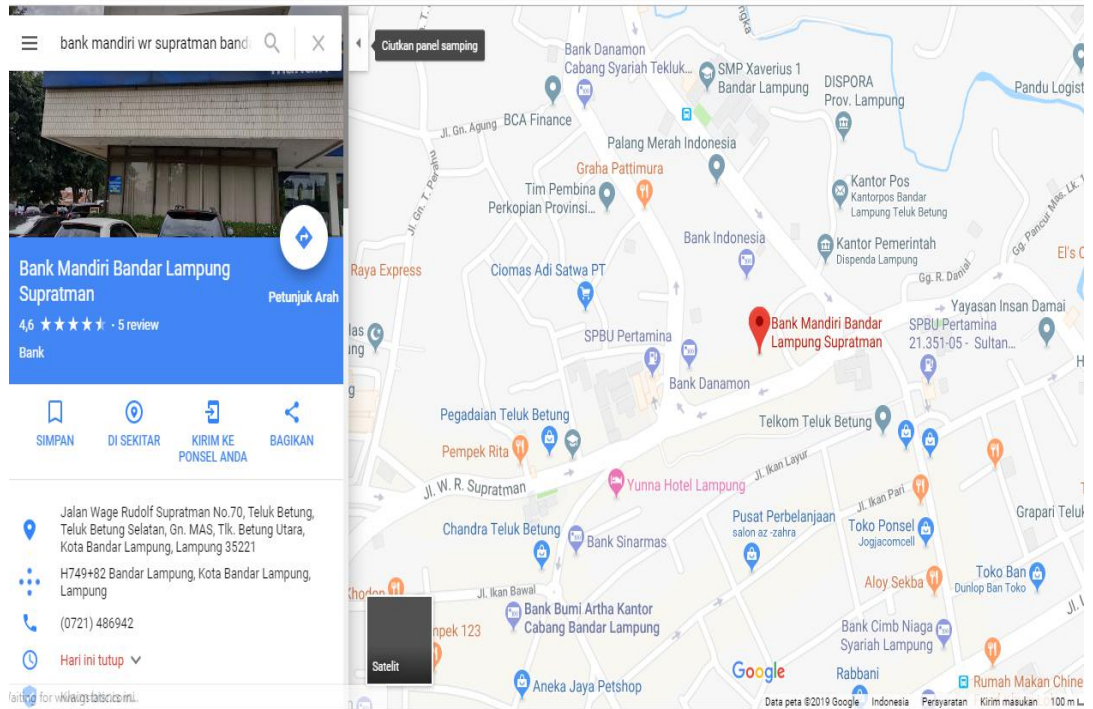 bank mandiri wr supratman band
Ciutkan panel samping
Bank Mandiri Bandar Lampung
Supratman
4,6
· 5 review
Bank
Petunjuk Arah
SIMPAN
DI SEKITAR
KIRIM KE
PONSEL ANDA
BAGIKAN
Jalan Wage Rudolf Supratman No.70, Teluk Betung,
Teluk Betung Selatan, Gn. MAS, Tlk. Betung Utara,
Kota Bandar Lampung, Lampung 35221
H749+82 Bandar Lampung, Kota Bandar Lampung,
Lampung
(0721) 486942
Hari ini tutup
Satelit
Bank Danamon
Cabang Syariah Tekluk...
SMP Xaverius 1
Bandar Lampung
DISPORA
Prov. Lampung
Pandu Logist
Jl. Gn. Agung
BCA Finance
Palang Merah Indonesia
Graha Pattimura
Tim Pembina
Perkopian Provinsi...
Kantor Pos
Kantorpos Bandar
Lampung Teluk Betung
Gg. Pancur Mas. Lk. 1
Bank Indonesia
Kantor Pemerintah
Dispenda Lampung
El's C
Raya Express
Ciomas Adi Satwa PT
Gg. R. Danial
Yayasan Insan Damai
SPBU Pertamina
Bank Mandiri Bandar
Lampung Supratman
SPBU Pertamina
21.351-05 - Sultan...
Bank Danamon
Pegadaian Teluk Betung
Telkom Teluk Betung
Pempek Rita
Jl. Ikan Layur
Jl. W. R. Supratman
Yunna Hotel Lampung
Jl. Ikan Pari
Grapari Teluk
Pusat Perbelanjaan
salon az -zahra
Toko Ponsel
Jogjacomcell
Chandra Teluk Betung
Bank Sinarmas
Aloy Sekba
Toko Ban
Dunlop Ban Toko
Jl. Ikan Bawal
Bank Bumi Artha Kantor
Cabang Bandar Lampung
Bank Cimb Niaga
Syariah Lampung
npek 123
Aneka Jaya Petshop
Google
Rabbani
Rumah Makan Chine
Data peta ©2019 Google
Indonesia
Persyaratan
Kirim masukan
100 m